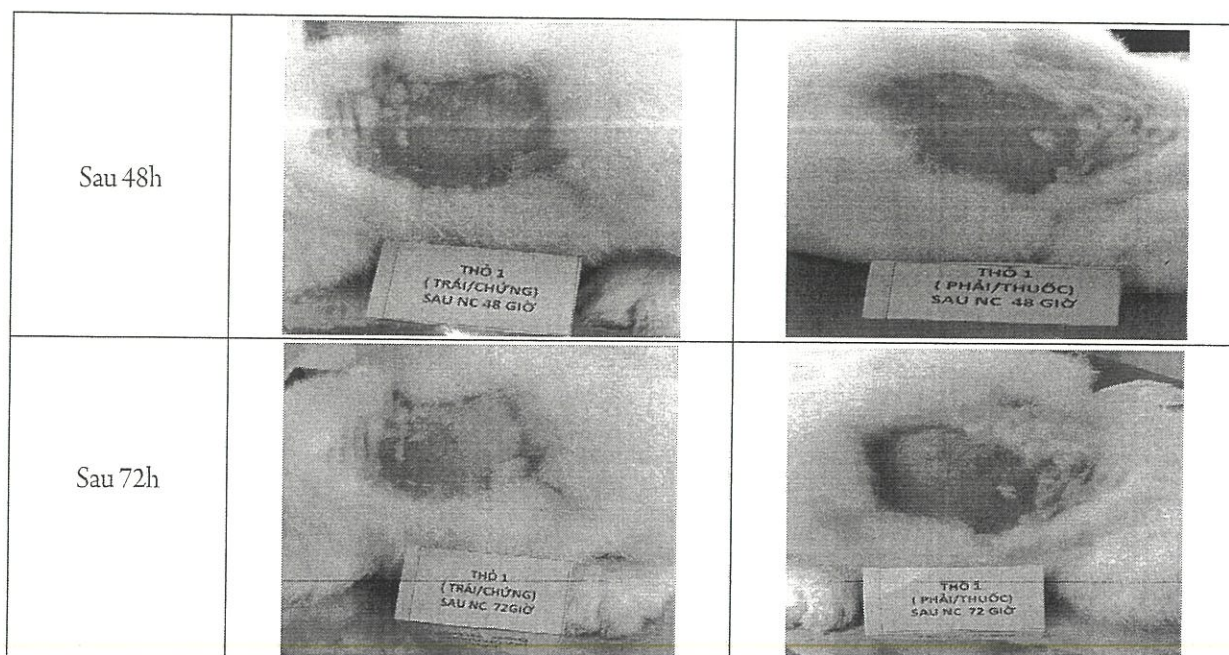 Sau 48h
THỎ 1
( TRÁI/CHỨNG)
SAU NC 48 GIỜ
THỎ 1
( PHẢI/THUỐC)
SAU NC 48 GIỜ
Sau 72h
THỎ 1
( TRÁI/CHỨNG)
SAU NC 72GIỜ
THỎ 1
( PHẢI/THUỐC)
SAU NC 72 GIỜ